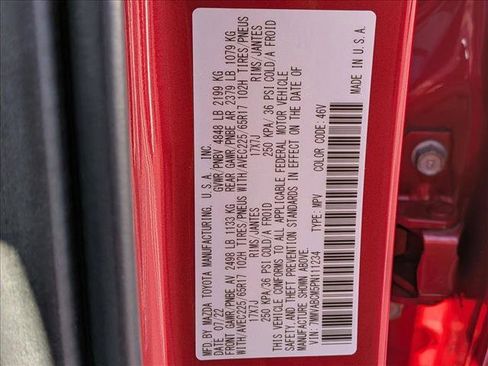 MFD BY MAZDA TOYOTA MANUFACTURING, U.S.A. INC.
DATE 07/22 GVWR/PNBV 4848 LB 2199 KG
FRONT GAWR/PNBE AV 2498 LB 1133 KG REAR GAWR/PNBE AR 2379 LB 1079 KG
WITH/AVEC225/65R17 102H TIRES/PNEUS WITH/AVEC225/65R17 102H TIRES/PNEUS
17X7J RIMS/JANTES 17X7J RIMS/JANTES
250 KPA/36 PSI COLD/A FROID 250 KPA/ 36 PSI COLD/A FROID
THIS VEHICLE CONFORMS TO ALL APPLICABLE FEDERAL MOTOR VEHICLE
SAFETY, AND THEFT PREVENTION STANDARDS IN EFFECT ON THE DATE OF
MANUFACTURE SHOWN ABOVE.
VIN: 7MMVABCM5PN111234 TYPE: MPV COLOR CODE: 46V
MADE IN U.S.A.